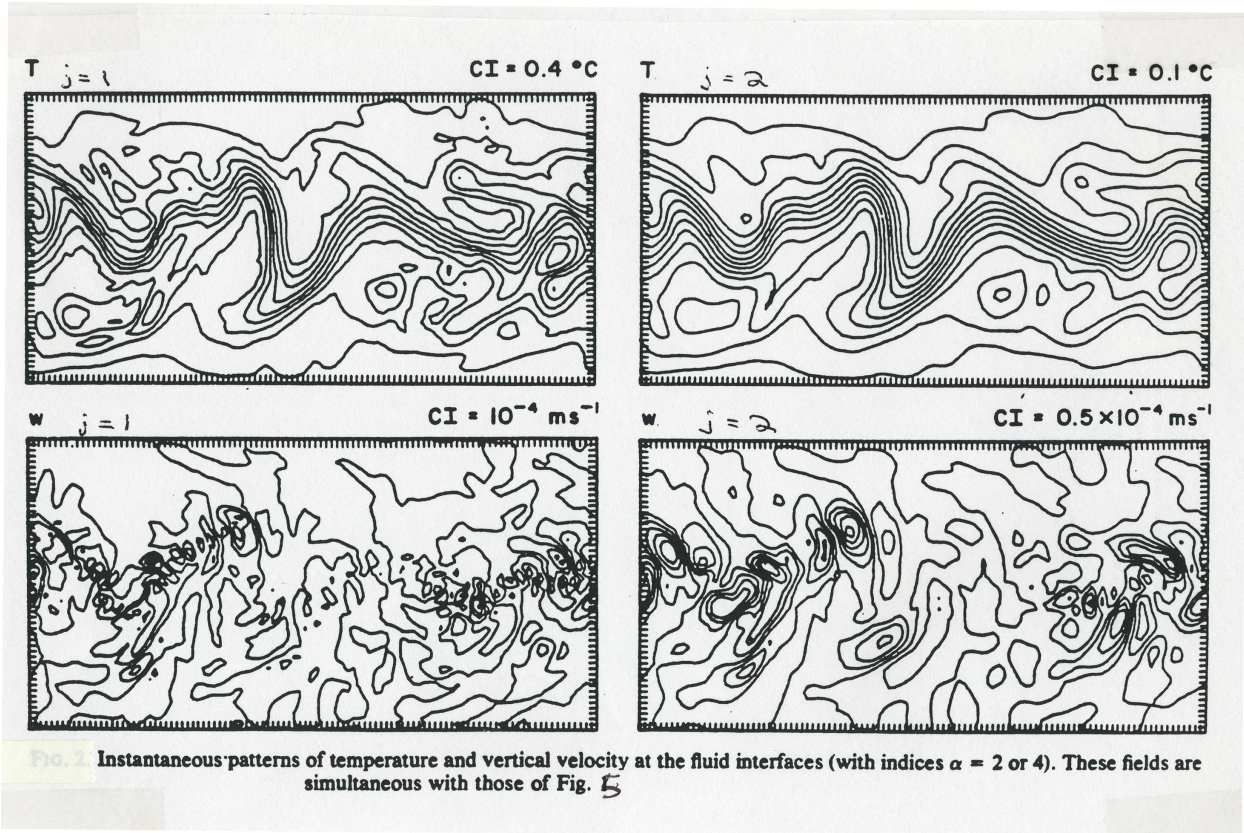 T j=1 CI = 0.4 °C
T j=2 CI = 0.1 °C
w j=1 CI = 10⁻⁴ ms⁻¹
w j=2 CI = 0.5×10⁻⁴ ms⁻¹
FIG. 2. Instantaneous patterns of temperature and vertical velocity at the fluid interfaces (with indices α = 2 or 4). These fields are
simultaneous with those of Fig. 5